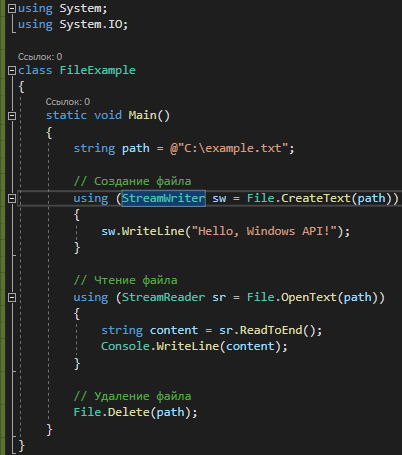 using System;
using System.IO;
Ссылок: 0
class FileExample
{
Ссылок: 0
static void Main()
{
string path = @"C:\example.txt";
// Создание файла
using (StreamWriter sw = File.CreateText(path))
{
sw.WriteLine("Hello, Windows API!");
}
// Чтение файла
using (StreamReader sr = File.OpenText(path))
{
string content = sr.ReadToEnd();
Console.WriteLine(content);
}
// Удаление файла
File.Delete(path);
}
}